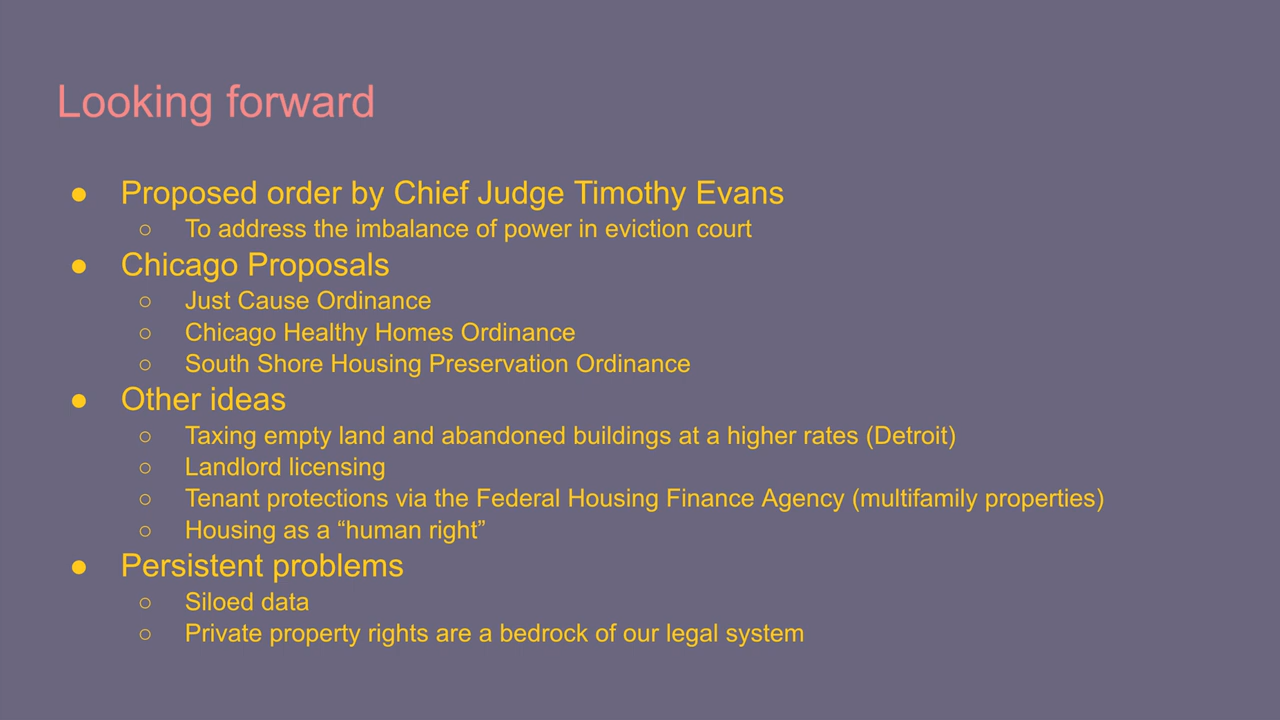 Looking forward
● Proposed order by Chief Judge Timothy Evans
○ To address the imbalance of power in eviction court
● Chicago Proposals
○ Just Cause Ordinance
○ Chicago Healthy Homes Ordinance
○ South Shore Housing Preservation Ordinance
● Other ideas
○ Taxing empty land and abandoned buildings at a higher rates (Detroit)
○ Landlord licensing
○ Tenant protections via the Federal Housing Finance Agency (multifamily properties)
○ Housing as a “human right”
● Persistent problems
○ Siloed data
○ Private property rights are a bedrock of our legal system